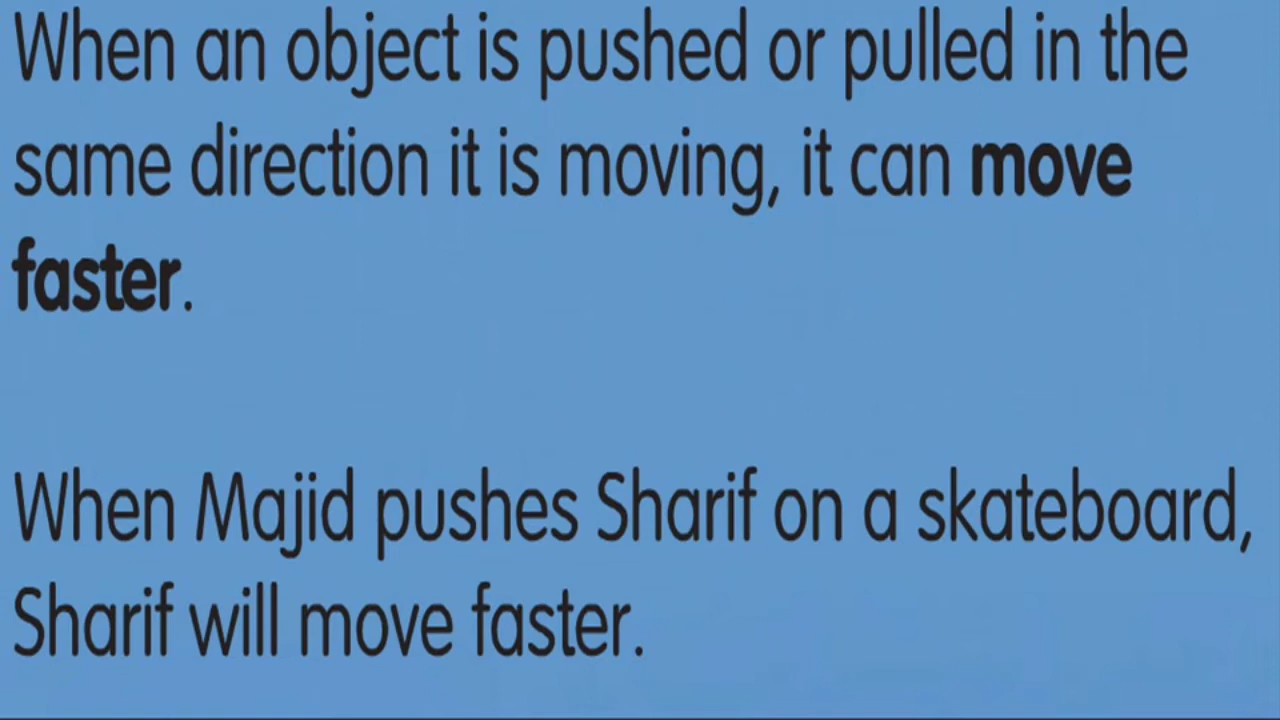 When an object is pushed or pulled in the
same direction it is moving, it can move
faster.
When Majid pushes Sharif on a skateboard,
Sharif will move faster.